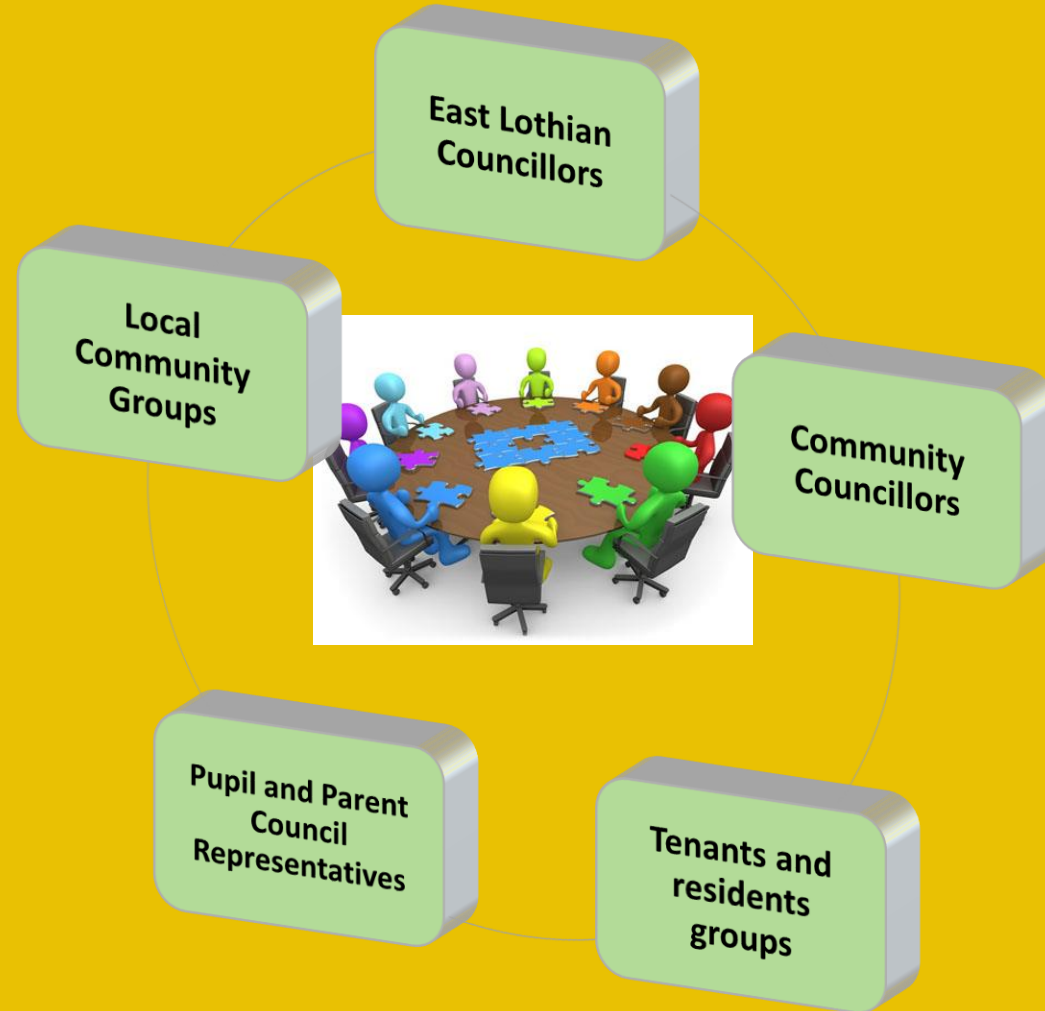 East Lothian
Councillors
Local
Community
Groups
Community
Councillors
Pupil and Parent
Council
Representatives
Tenants and
residents
groups